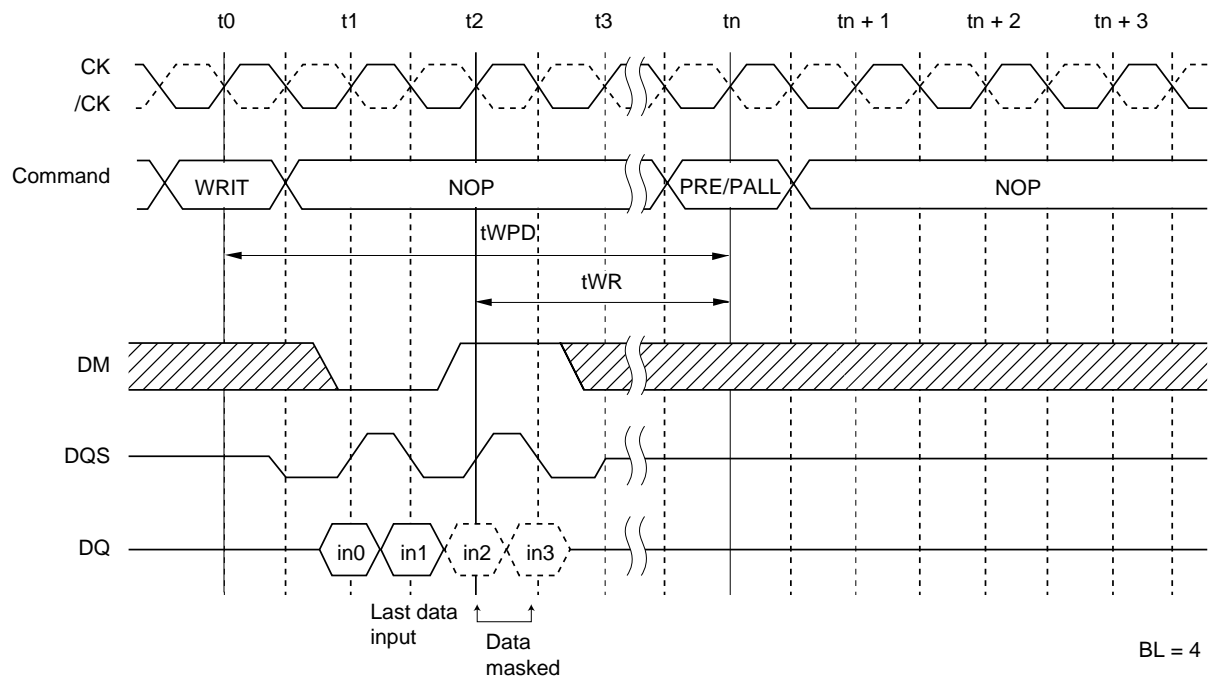 t0 t1 t2 t3 tn tn + 1 tn + 2 tn + 3
CK
/CK
Command WRIT NOP PRE/PALL NOP
tWPD
tWR
DM
DQS
DQ in0 in1 in2 in3
Last data
input
Data
masked
BL = 4